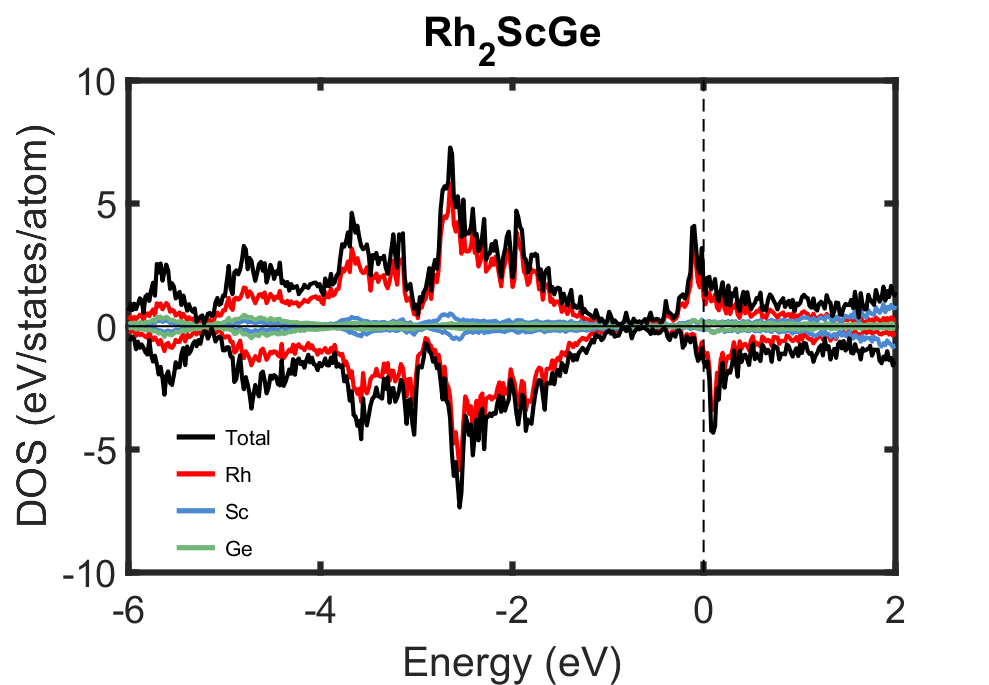 Rh₂ScGe
DOS (eV/states/atom)
10
5
0
-5
-10
Total
Rh
Sc
Ge
-6 -4 -2 0 2
Energy (eV)